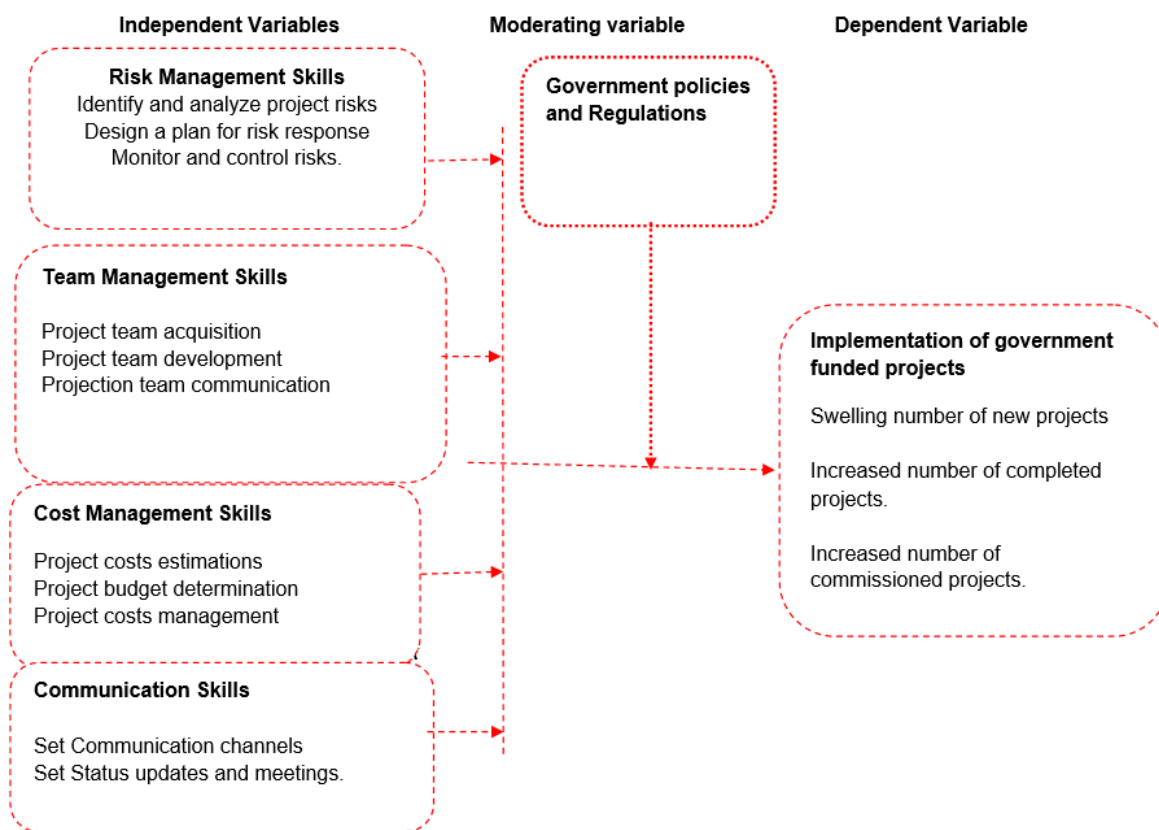 Independent Variables
Moderating variable
Dependent Variable
Risk Management Skills
Identify and analyze project risks
Design a plan for risk response
Monitor and control risks.
Team Management Skills
Project team acquisition
Project team development
Projection team communication
Cost Management Skills
Project costs estimations
Project budget determination
Project costs management
Communication Skills
Set Communication channels
Set Status updates and meetings.
Government policies
and Regulations
Implementation of government
funded projects
Swelling number of new projects
Increased number of completed
projects.
Increased number of
commissioned projects.